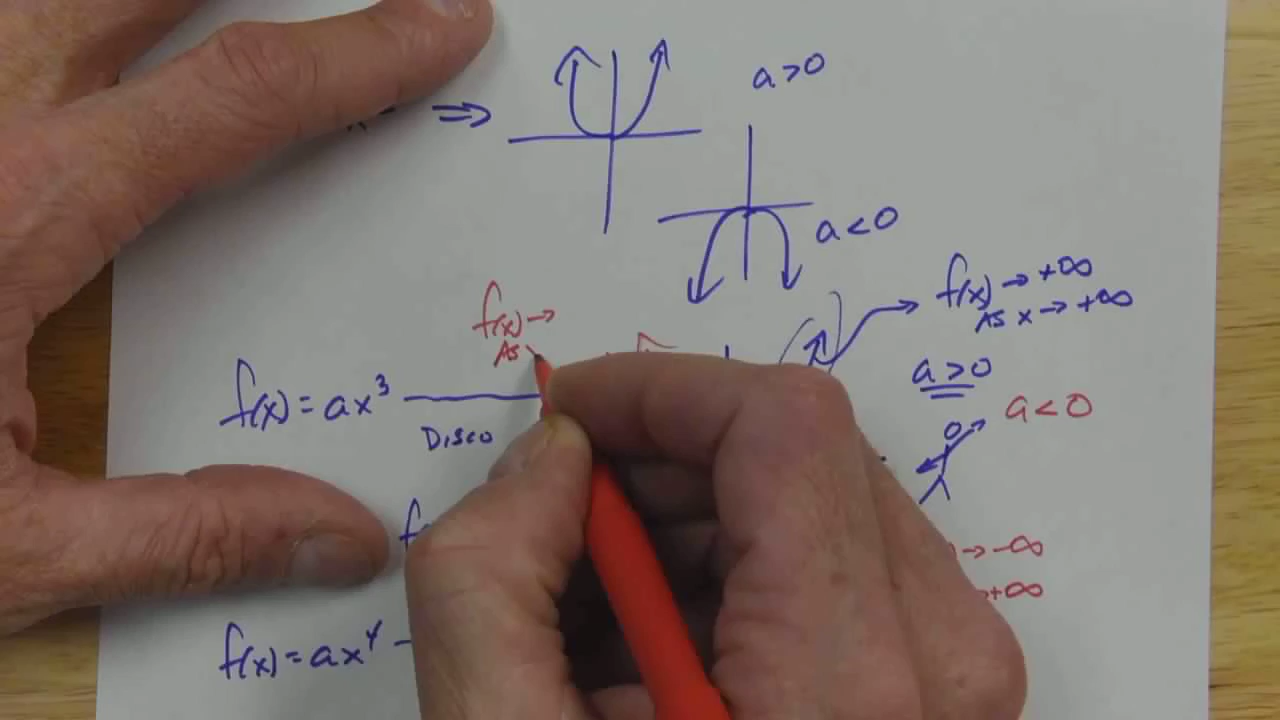 ⇒
a > 0
a < 0
f(x) → +∞
AS x → +∞
f(x) →
AS
a > 0
f(x) = ax³
a < 0
DISCO
→ -∞
+∞
f(x) = ax⁴